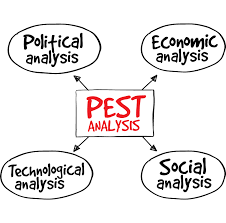 Political
analysis
Economic
analysis
PEST
ANALYSIS
Technological
analysis
Social
analysis